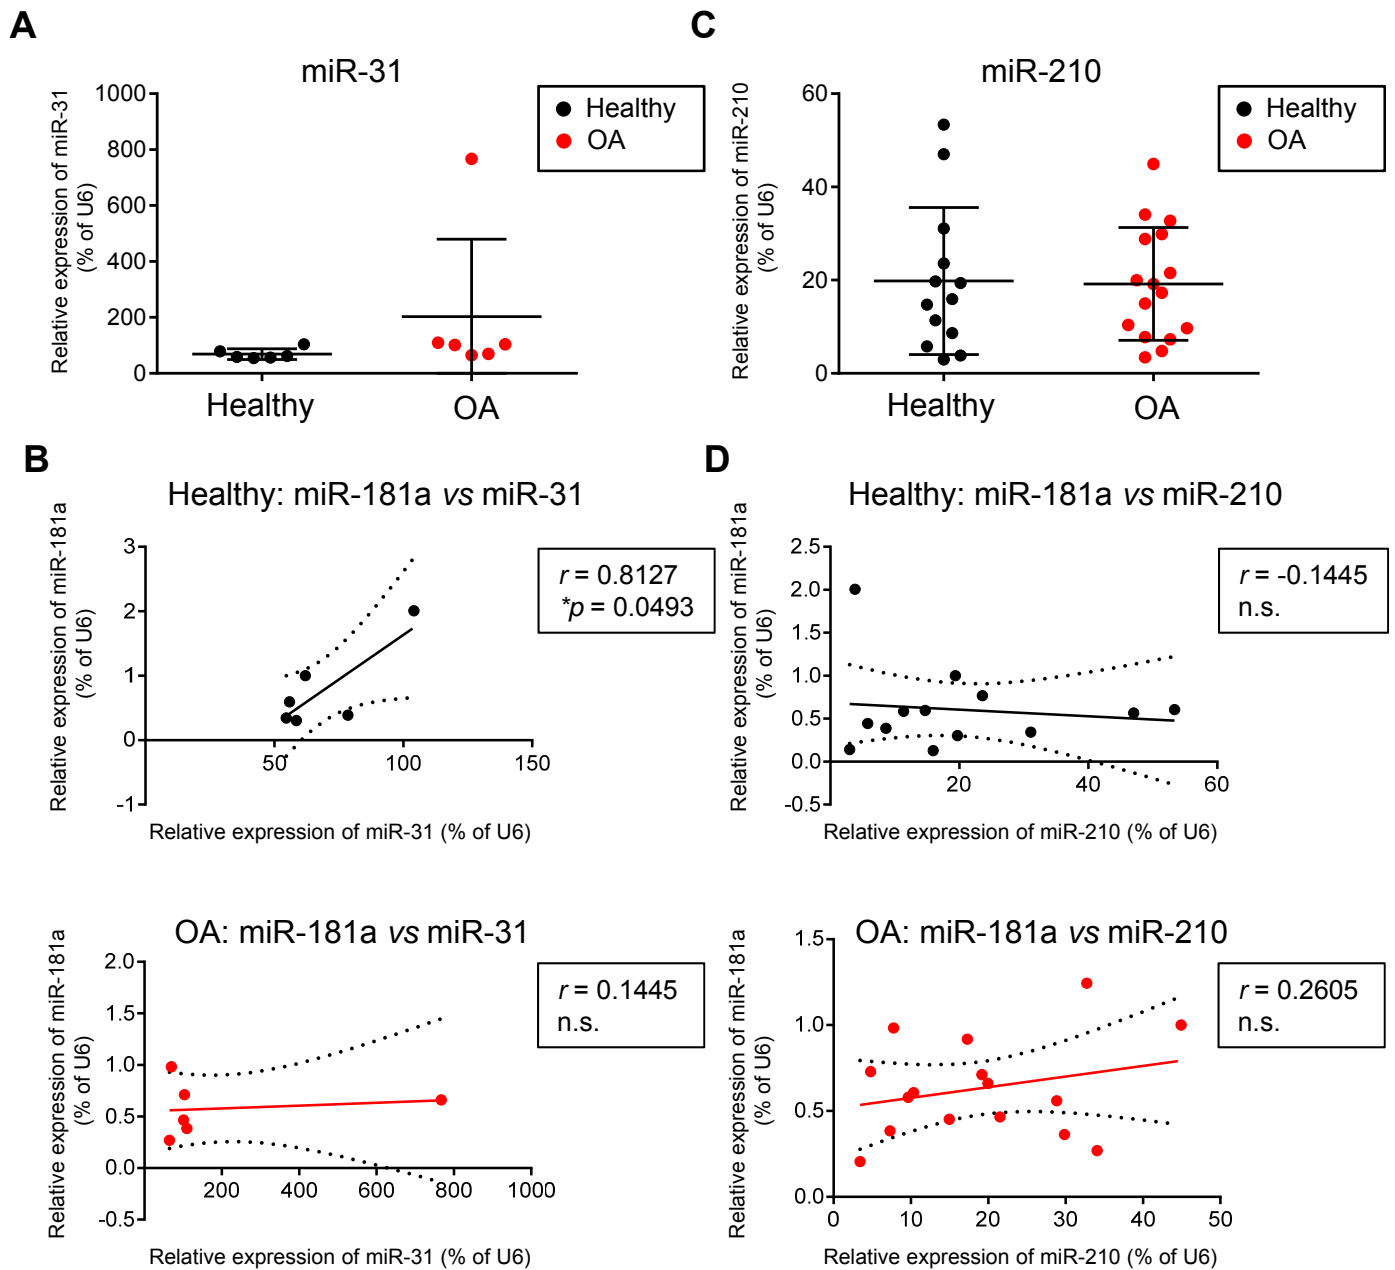 A
miR-31
Relative expression of miR-31
(% of U6)
1000
800
600
400
200
0
Healthy
OA
Healthy
OA
C
miR-210
Relative expression of miR-210
(% of U6)
60
40
20
0
Healthy
OA
Healthy
OA
B
Healthy: miR-181a vs miR-31
Relative expression of miR-181a
(% of U6)
3
2
1
0
-1
50
100
150
r = 0.8127
*p = 0.0493
Relative expression of miR-31 (% of U6)
OA: miR-181a vs miR-31
Relative expression of miR-181a
(% of U6)
2.0
1.5
1.0
0.5
0.0
-0.5
200
400
600
800
1000
r = 0.1445
n.s.
Relative expression of miR-31 (% of U6)
D
Healthy: miR-181a vs miR-210
Relative expression of miR-181a
(% of U6)
2.5
2.0
1.5
1.0
0.5
0.0
-0.5
20
40
60
r = -0.1445
n.s.
Relative expression of miR-210 (% of U6)
OA: miR-181a vs miR-210
Relative expression of miR-181a
(% of U6)
1.5
1.0
0.5
0.0
0
10
20
30
40
50
r = 0.2605
n.s.
Relative expression of miR-210 (% of U6)